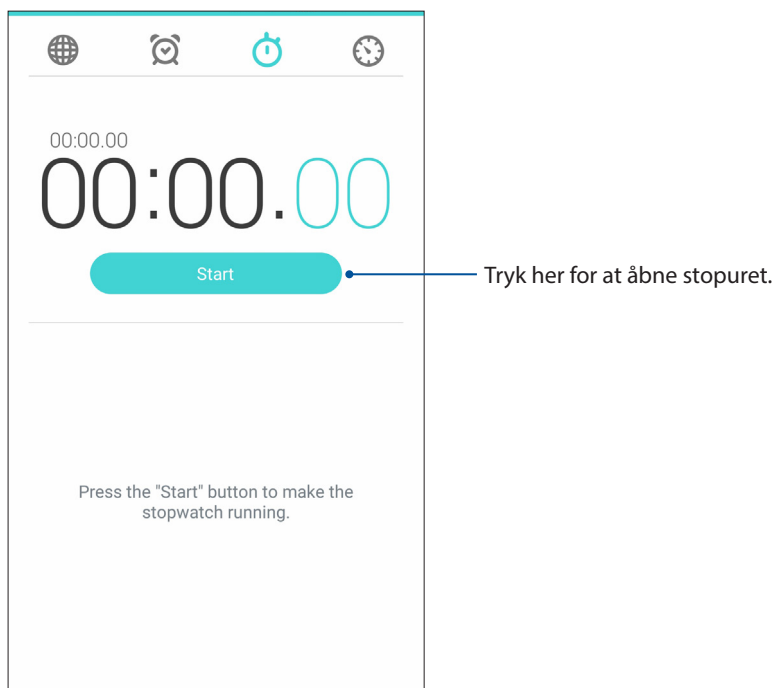 00:00.00
00:00.00
Start
Tryk her for at åbne stopuret.
Press the "Start" button to make the
stopwatch running.